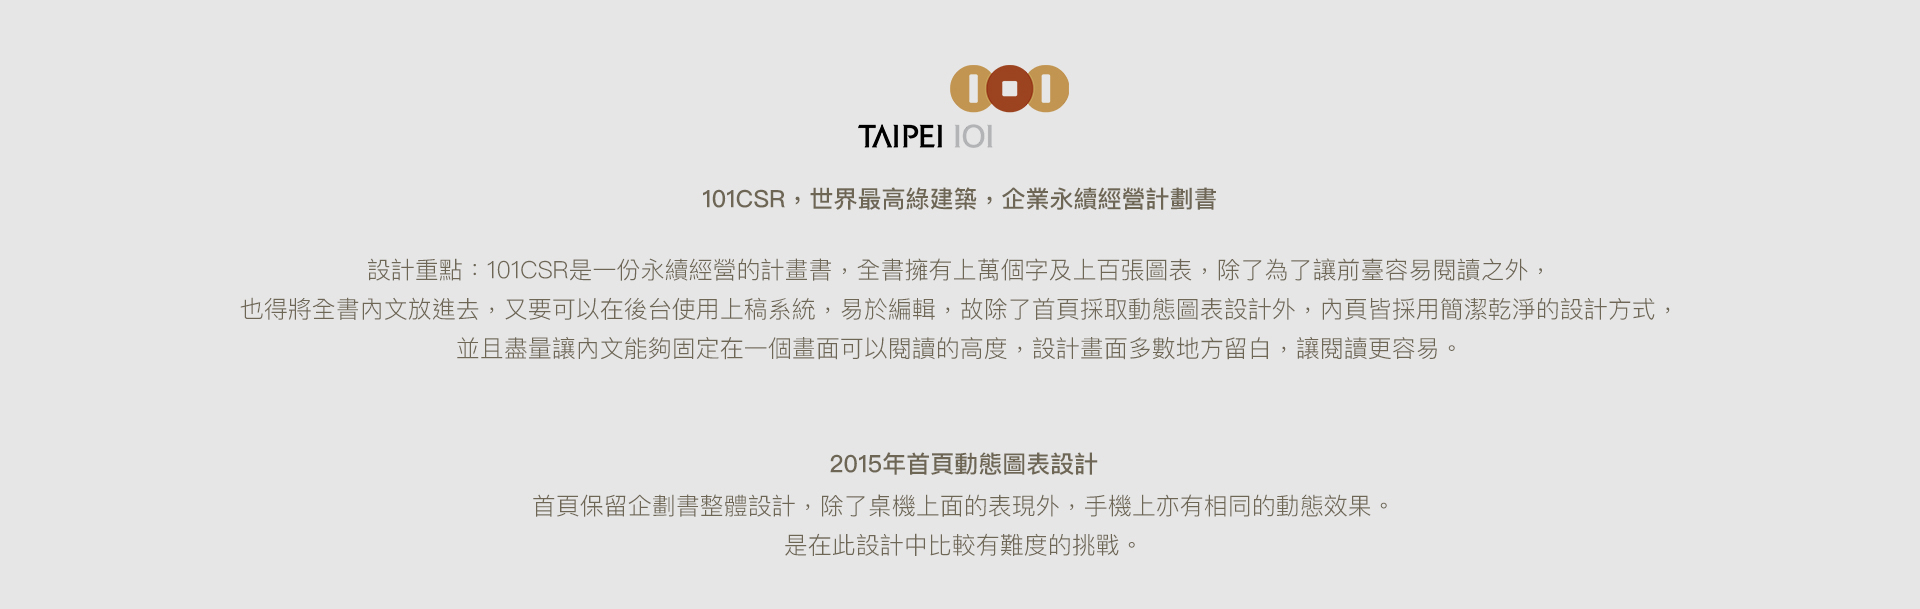 TAIPEI 101
101CSR，世界最高綠建築，企業永續經營計劃書
設計重點：101CSR是一份永續經營的計畫書，全書擁有上萬個字及上百張圖表，除了為了讓前臺容易閱讀之外，
也得將全書內文放進去，又要可以在後台使用上稿系統，易於編輯，故除了首頁採取動態圖表設計外，內頁皆採用簡潔乾淨的設計方式，
並且盡量讓內文能夠固定在一個畫面可以閱讀的高度，設計畫面多數地方留白，讓閱讀更容易。
2015年首頁動態圖表設計
首頁保留企劃書整體設計，除了桌機上面的表現外，手機上亦有相同的動態效果。
是在此設計中比較有難度的挑戰。